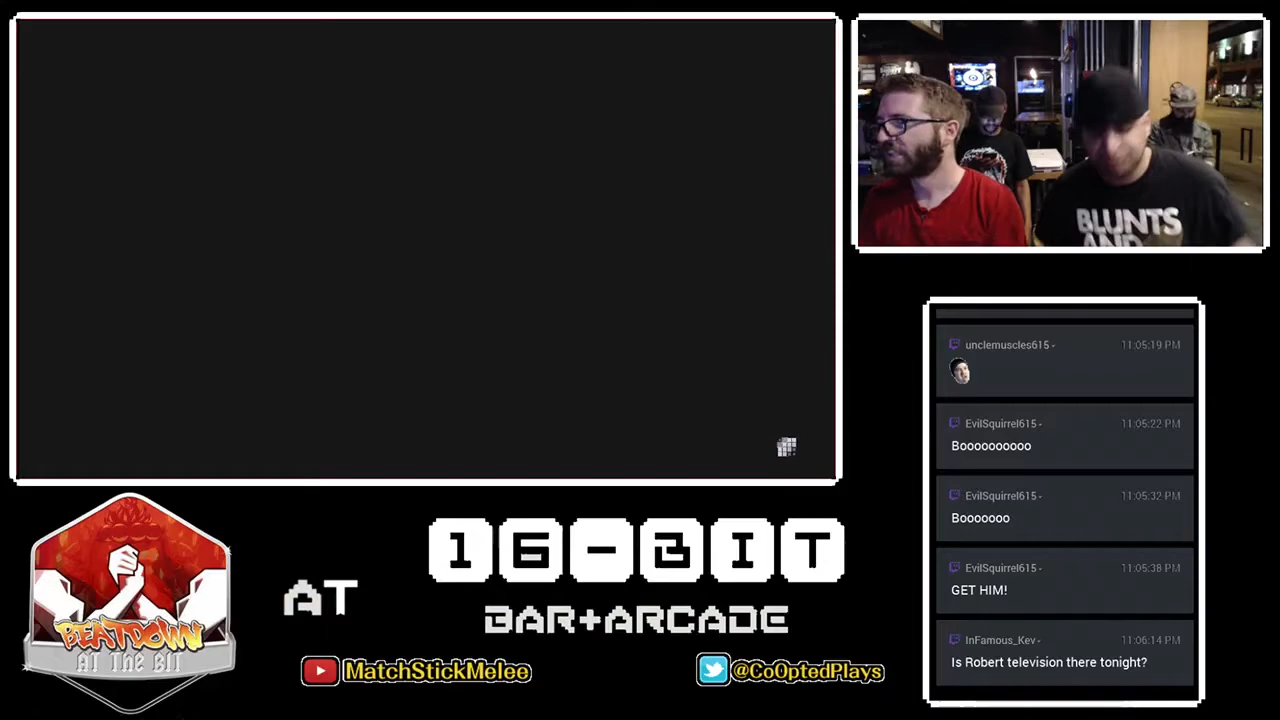 BLUNTS
AND
unclemuscles615
11:05:19 PM
EvilSquirrel615
11:05:22 PM
Boooooooooo
EvilSquirrel615
11:05:32 PM
Booooooo
EvilSquirrel615
11:05:38 PM
GET HIM!
InFamous_Kev
11:06:14 PM
Is Robert television there tonight?
BEATDOWN
AT THE BIT
AT
16-BIT
BAR+ARCADE
MatchStickMelee
@CoOptedPlays